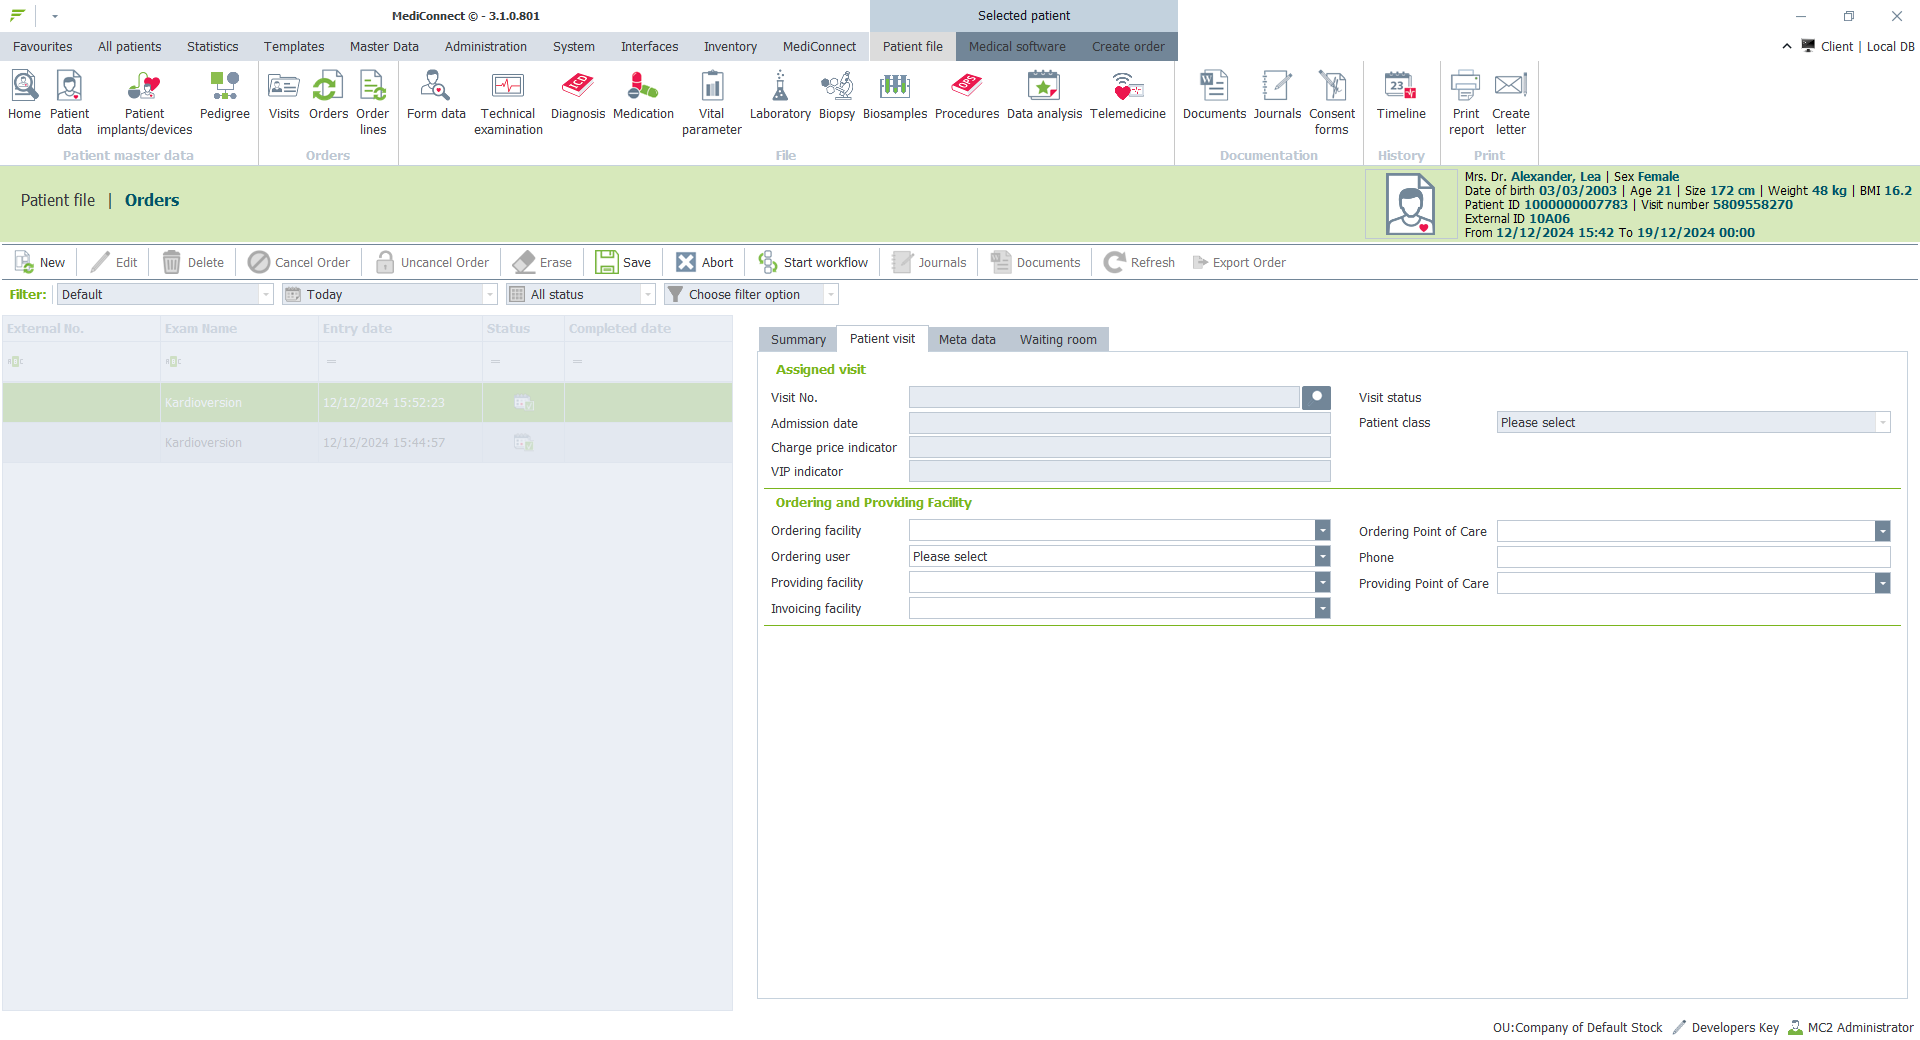 MediConnect © - 3.1.0.801
Selected patient
Favourites All patients Statistics Templates Master Data Administration System Interfaces Inventory MediConnect Patient file Medical software Create order
Client | Local DB
Home
Patient data
Patient implants/devices
Pedigree
Visits
Orders
Order lines
Form data
Technical examination
Diagnosis
Medication
Vital parameter
Laboratory
Biopsy
Biosamples
Procedures
Data analysis
Telemedicine
Documents
Journals
Consent forms
Timeline
Print report
Create letter
Patient master data Orders File Documentation History Print
Patient file | Orders
Mrs. Dr. Alexander, Lea | Sex Female
Date of birth 03/03/2003 | Age 21 | Size 172 cm | Weight 48 kg | BMI 16.2
Patient ID 1000000007783 | Visit number 5809558270
External ID 10A06
From 12/12/2024 15:42 To 19/12/2024 00:00
New Edit Delete Cancel Order Uncancel Order Erase Save Abort Start workflow Journals Documents Refresh Export Order
Filter: Default Today All status Choose filter option
External No. Exam Name Entry date Status Completed date
Kardioversion 12/12/2024 15:52:23
Kardioversion 12/12/2024 15:44:57
Summary Patient visit Meta data Waiting room
Assigned visit
Visit No. Visit status
Admission date Patient class Please select
Charge price indicator
VIP indicator
Ordering and Providing Facility
Ordering facility Ordering Point of Care
Ordering user Please select Phone
Providing facility Providing Point of Care
Invoicing facility
OU:Company of Default Stock Developers Key MC2 Administrator